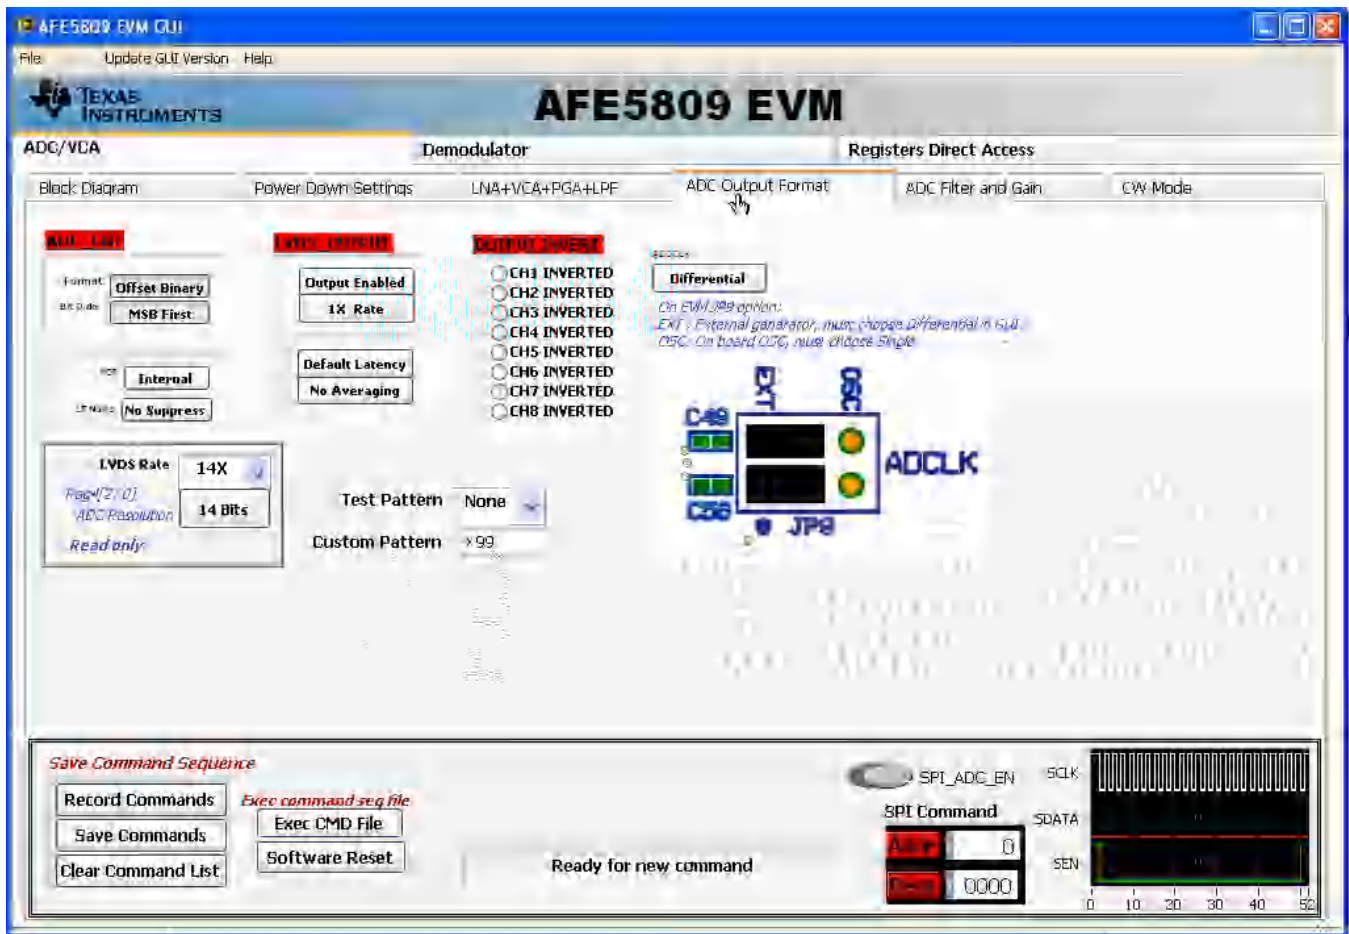 AFE5809 EVM GUI
File Update GUI Version Help
TEXAS
INSTRUMENTS
AFE5809 EVM
ADC/VCA Demodulator Registers Direct Access
Block Diagram Power Down Settings LNA+VCA+PGA+LPF ADC Output Format ADC Filter and Gain CW Mode
OUTPUT INVERT
Format Offset Binary
MSB First
Internal
No Suppress
Output Enabled
1X Rate
Default Latency
No Averaging
CH1 INVERTED
CH2 INVERTED
CH3 INVERTED
CH4 INVERTED
CH5 INVERTED
CH6 INVERTED
CH7 INVERTED
CH8 INVERTED
Differential
On EVM JP9 option:
EXT : External generator, must choose Differential in GUI
OSC: On board OSC, must choose Single
EXT OSC
C49
ADCLK
C56
JP9
LVDS Rate 14X
ADC Resolution 14 Bits
Read only
Test Pattern None
Custom Pattern x99
Save Command Sequence
Record Commands
Save Commands
Clear Command List
Exec command seq file
Exec CMD File
Software Reset
Ready for new command
SPI_ADC_EN
SPI Command
Addr 0
0000
SCLK
SDATA
SEN
0 10 20 30 40 52